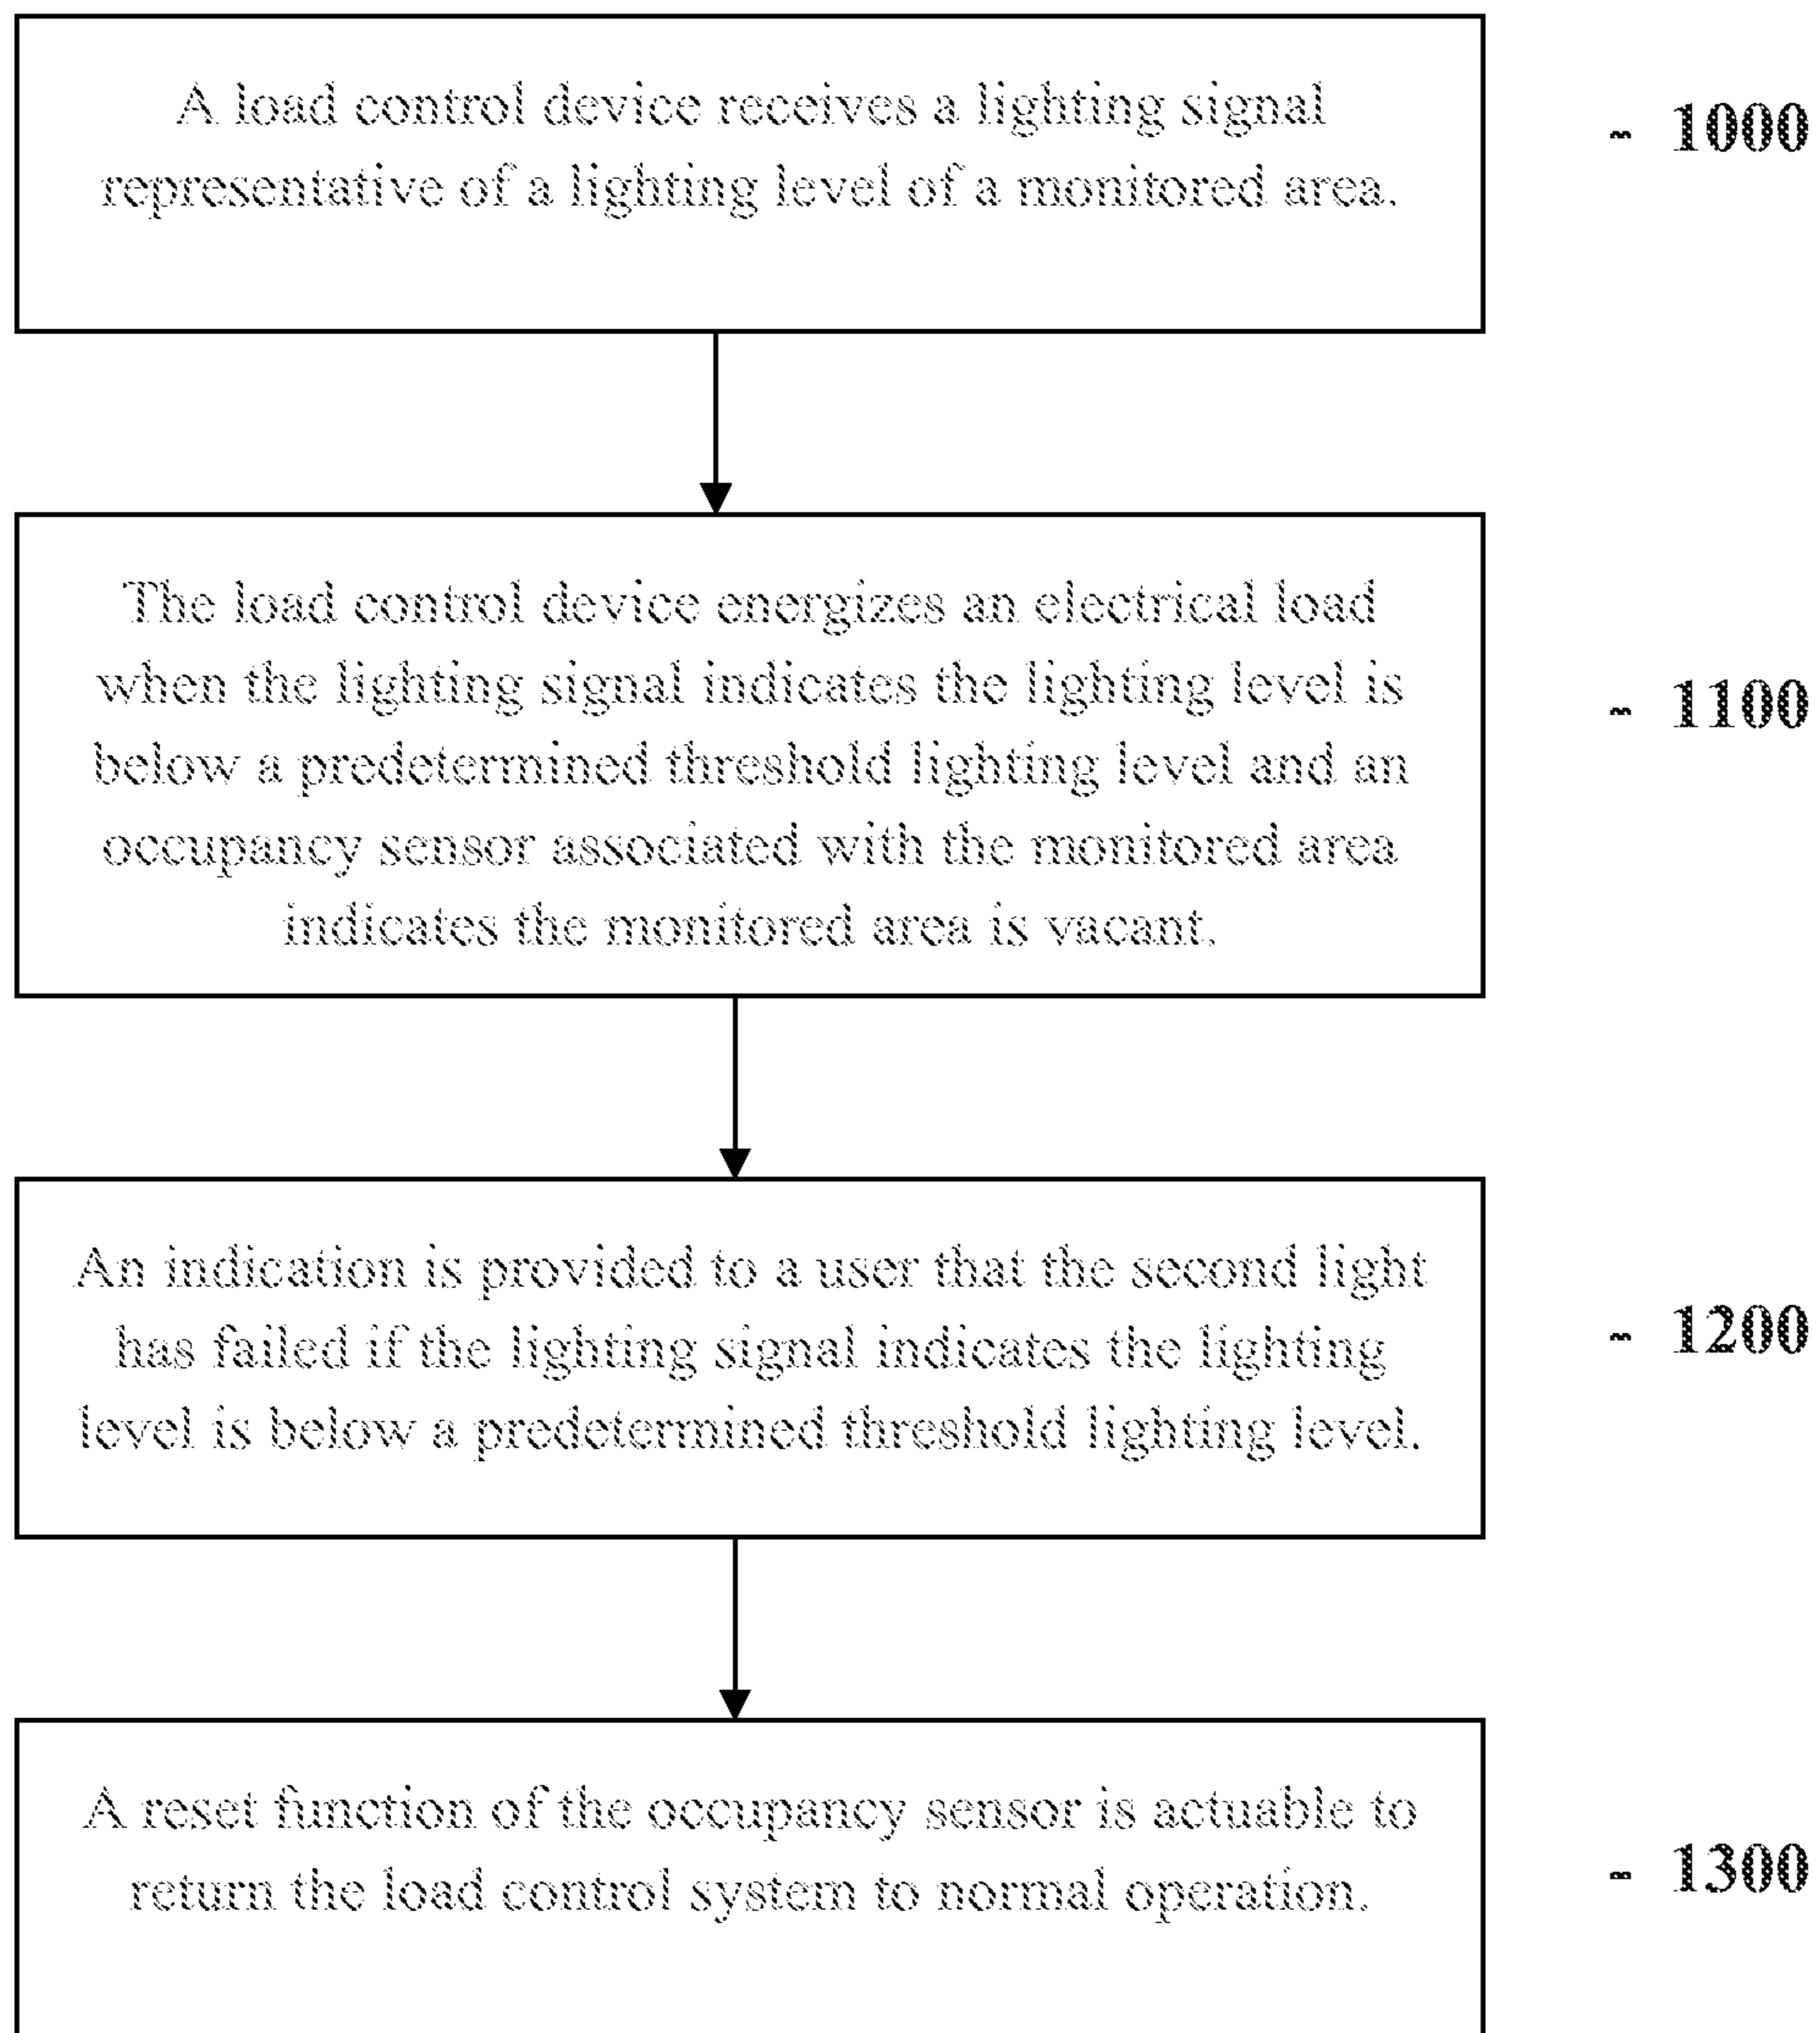 A load control device receives a lighting signal
representative of a lighting level of a monitored area.
- 1000
The load control device energizes an electrical load
when the lighting signal indicates the lighting level is
below a predetermined threshold lighting level and an
occupancy sensor associated with the monitored area
indicates the monitored area is vacant.
- 1100
An indication is provided to a user that the second light
has failed if the lighting signal indicates the lighting
level is below a predetermined threshold lighting level.
- 1200
A reset function of the occupancy sensor is actuable to
return the load control system to normal operation.
- 1300